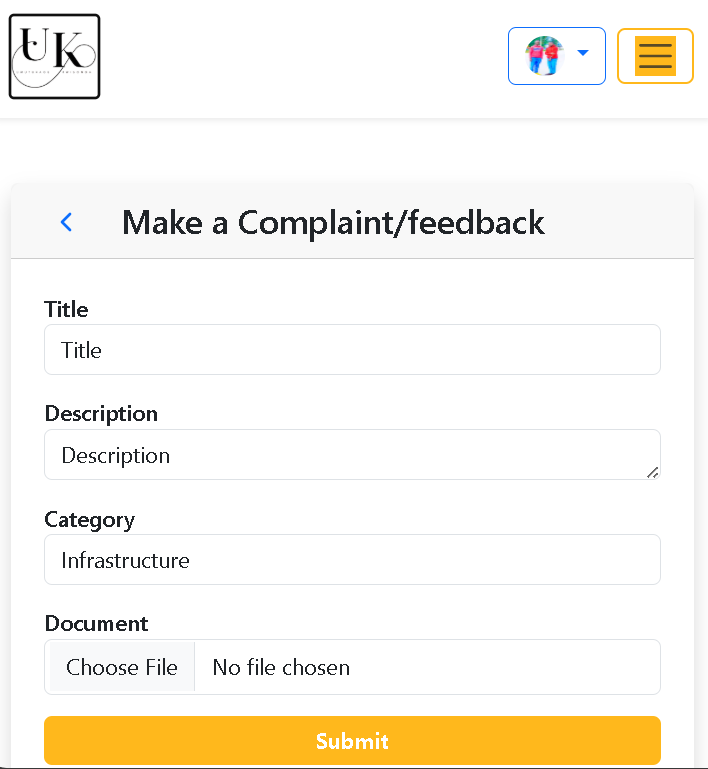 UK
Make a Complaint/feedback
Title
Title
Description
Description
Category
Infrastructure
Document
Choose File No file chosen
Submit